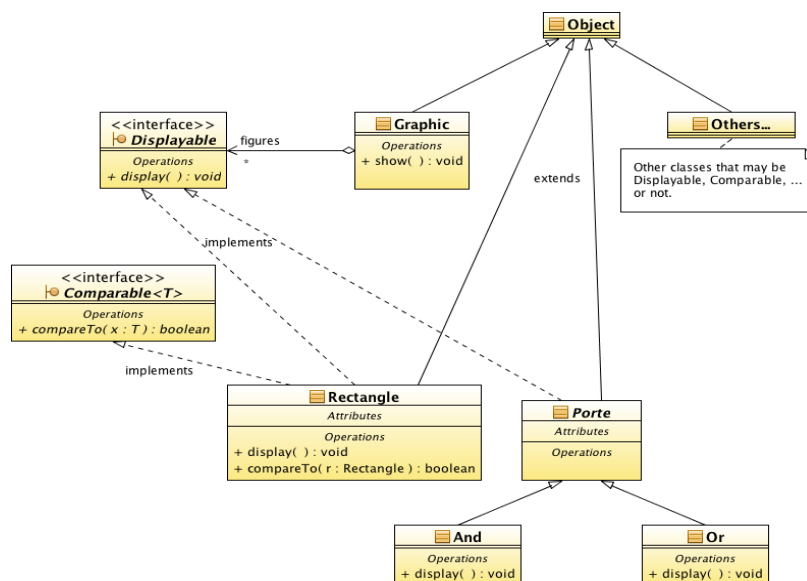 Object
<<interface>>
Displayable
Operations
+ display( ) : void
figures
*
Graphic
Operations
+ show( ) : void
Others...
Other classes that may be
Displayable, Comparable, ...
or not.
extends
implements
<<interface>>
Comparable<T>
Operations
+ compareTo( x : T ) : boolean
implements
Rectangle
Attributes
Operations
+ display( ) : void
+ compareTo( r : Rectangle ) : boolean
Porte
Attributes
Operations
And
Operations
+ display( ) : void
Or
Operations
+ display( ) : void